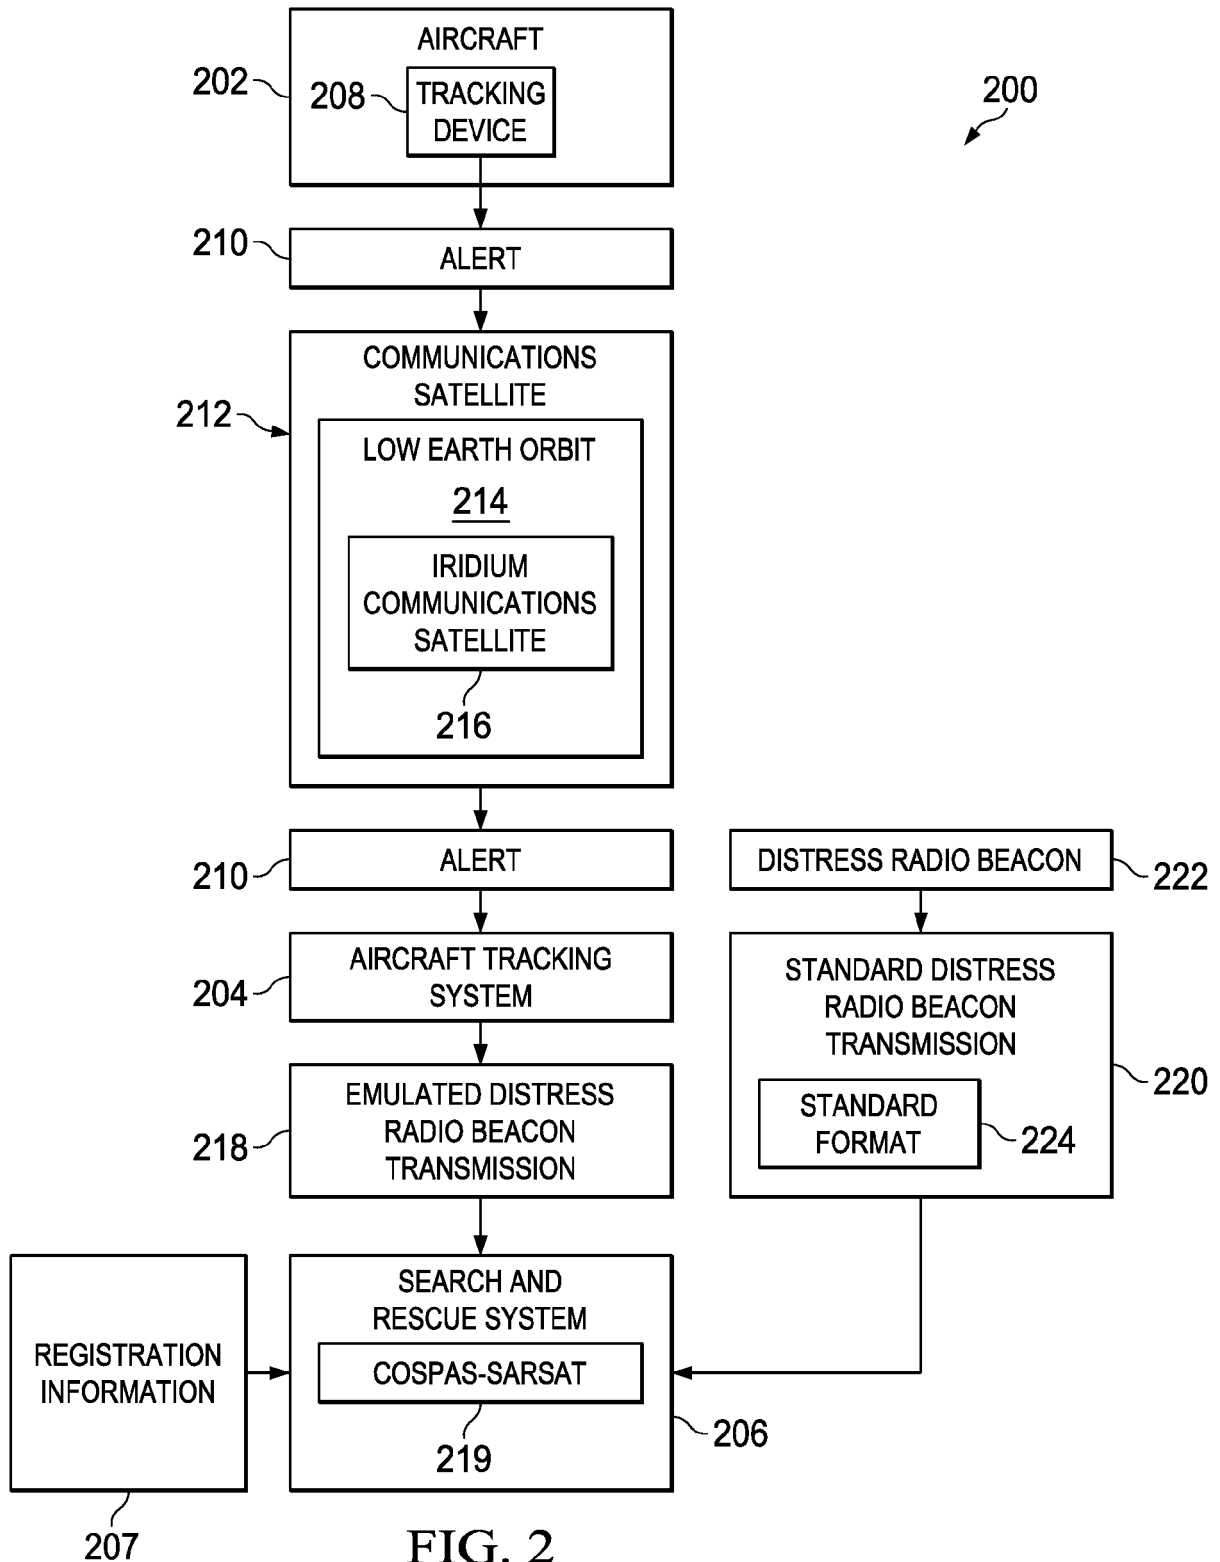 AIRCRAFT
202
208
TRACKING
DEVICE
200
210
ALERT
COMMUNICATIONS
SATELLITE
212
LOW EARTH ORBIT
214
IRIDIUM
COMMUNICATIONS
SATELLITE
216
210
ALERT
DISTRESS RADIO BEACON
222
204
AIRCRAFT TRACKING
SYSTEM
STANDARD DISTRESS
RADIO BEACON
TRANSMISSION
220
STANDARD
FORMAT
224
218
EMULATED DISTRESS
RADIO BEACON
TRANSMISSION
REGISTRATION
INFORMATION
207
SEARCH AND
RESCUE SYSTEM
COSPAS-SARSAT
219
206
FIG. 2